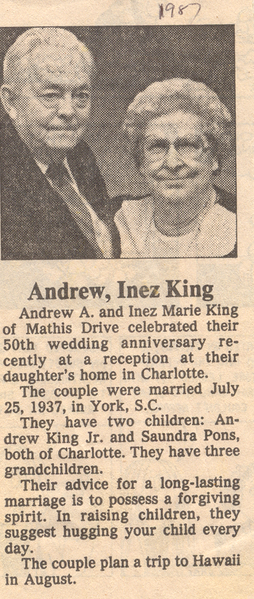 1987
Andrew, Inez King
Andrew A. and Inez Marie King
of Mathis Drive celebrated their
50th wedding anniversary re-
cently at a reception at their
daughter's home in Charlotte.
The couple were married July
25, 1937, in York, S.C.
They have two children: An-
drew King Jr. and Saundra Pons,
both of Charlotte. They have three
grandchildren.
Their advice for a long-lasting
marriage is to possess a forgiving
spirit. In raising children, they
suggest hugging your child every
day.
The couple plan a trip to Hawaii
in August.